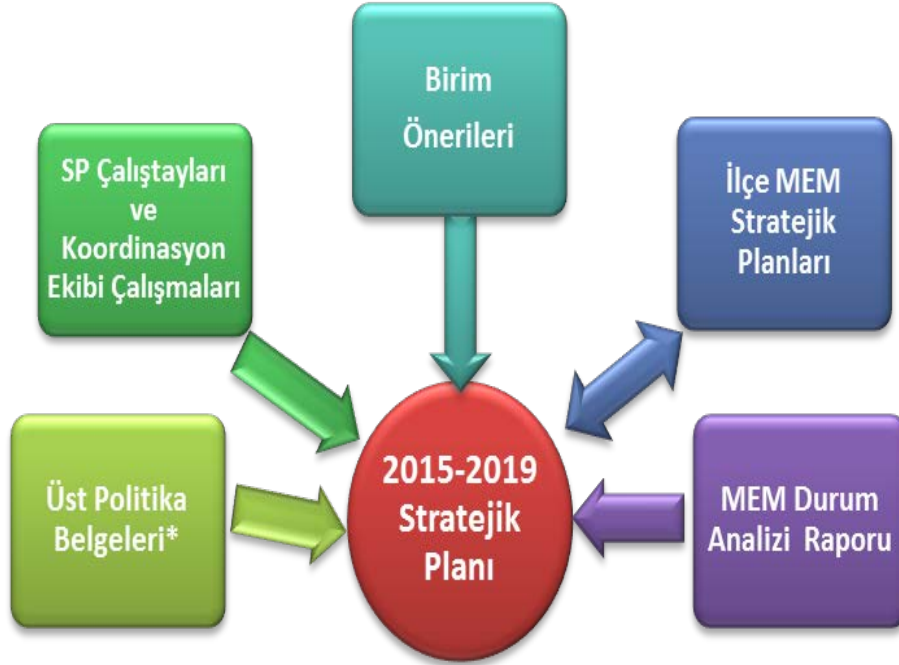 Birim
Önerileri
SP Çalıştayları
ve
Koordinasyon
Ekibi Çalışmaları
İlçe MEM
Stratejik
Planları
Üst Politika
Belgeleri*
2015-2019
Stratejik
Planı
MEM Durum
Analizi Raporu